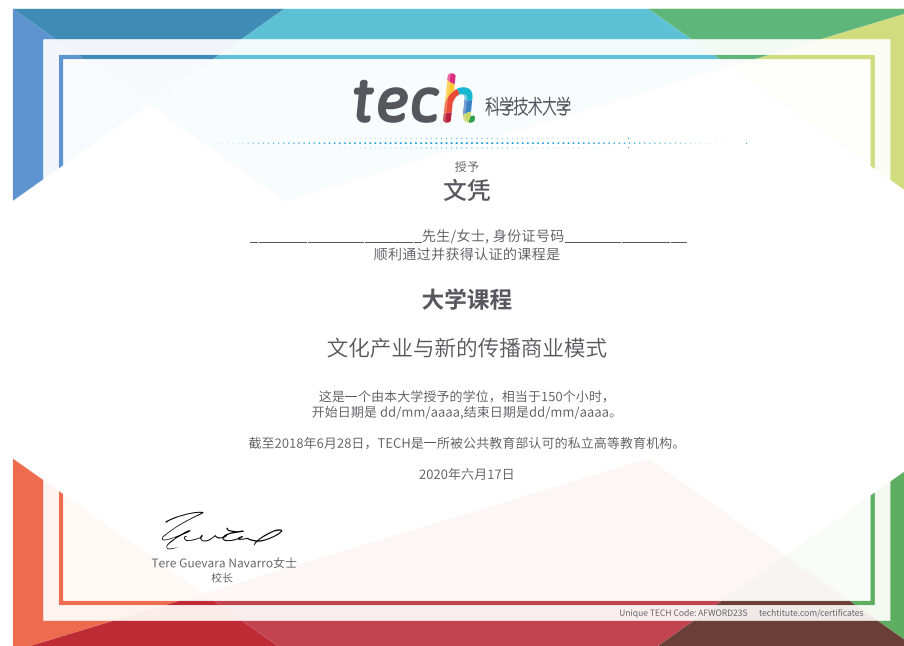 tech 科学技术大学
授予
文凭
________________________先生/女士, 身份证号码_________________
顺利通过并获得认证的课程是
大学课程
文化产业与新的传播商业模式
这是一个由本大学授予的学位，相当于150个小时，
开始日期是 dd/mm/aaaa,结束日期是dd/mm/aaaa。
截至2018年6月28日，TECH是一所被公共教育部认可的私立高等教育机构。
2020年六月17日
Tere Guevara Navarro女士
校长
Unique TECH Code: AFWORD23S techtitute.com/certificates